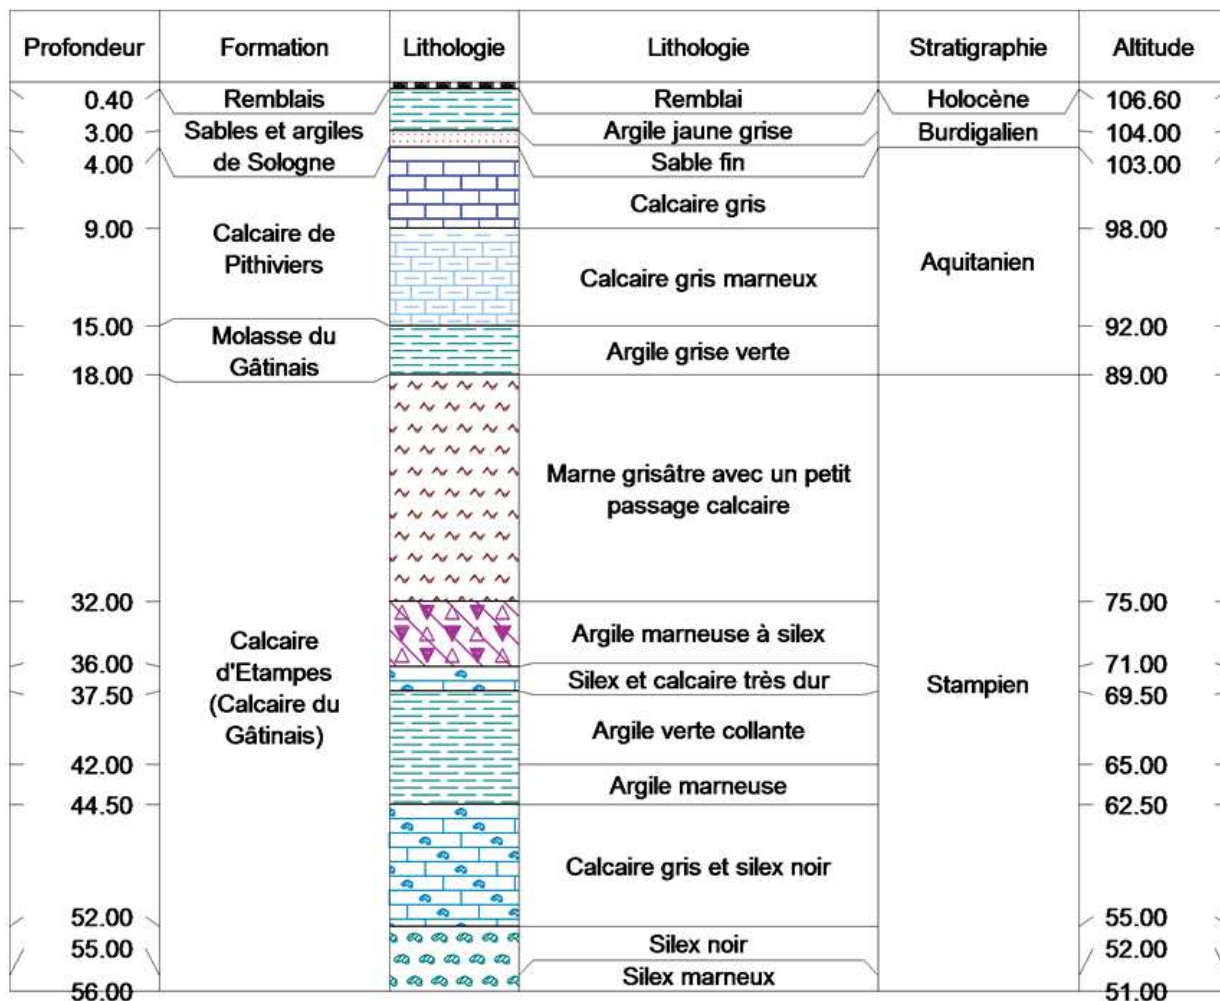 Profondeur Formation Lithologie Lithologie Stratigraphie Altitude
0.40 Remblais Remblai Holocène 106.60
3.00 Sables et argiles Argile jaune grise Burdigalien 104.00
4.00 de Sologne Sable fin 103.00
Calcaire gris
9.00 98.00
Calcaire de
Pithiviers
Aquitanien
Calcaire gris marneux
15.00 92.00
Molasse du
Argile grise verte
Gâtinais
18.00 89.00
Marne grisâtre avec un petit
passage calcaire
32.00 75.00
Calcaire
d'Etampes
(Calcaire du
Gâtinais)
Argile marneuse à silex
36.00 71.00
Silex et calcaire très dur
Stampien
37.50 69.50
Argile verte collante
42.00 65.00
Argile marneuse
44.50 62.50
Calcaire gris et silex noir
52.00 55.00
55.00 Silex noir 52.00
Silex marneux
56.00 51.00